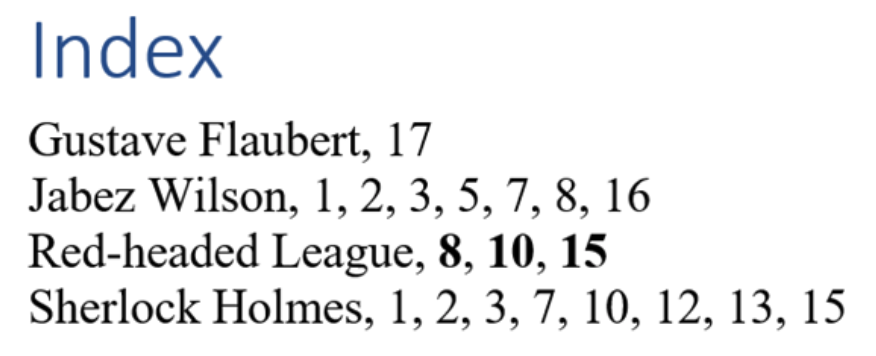 Index
Gustave Flaubert, 17
Jabez Wilson, 1, 2, 3, 5, 7, 8, 16
Red-headed League, 8, 10, 15
Sherlock Holmes, 1, 2, 3, 7, 10, 12, 13, 15